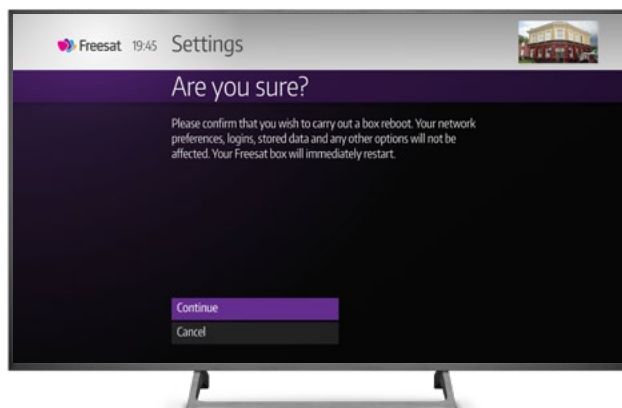 Freesat 19:45 Settings
Are you sure?
Please confirm that you wish to carry out a box reboot. Your network
preferences, logins, stored data and any other options will not be
affected. Your Freesat box will immediately restart.
Continue
Cancel